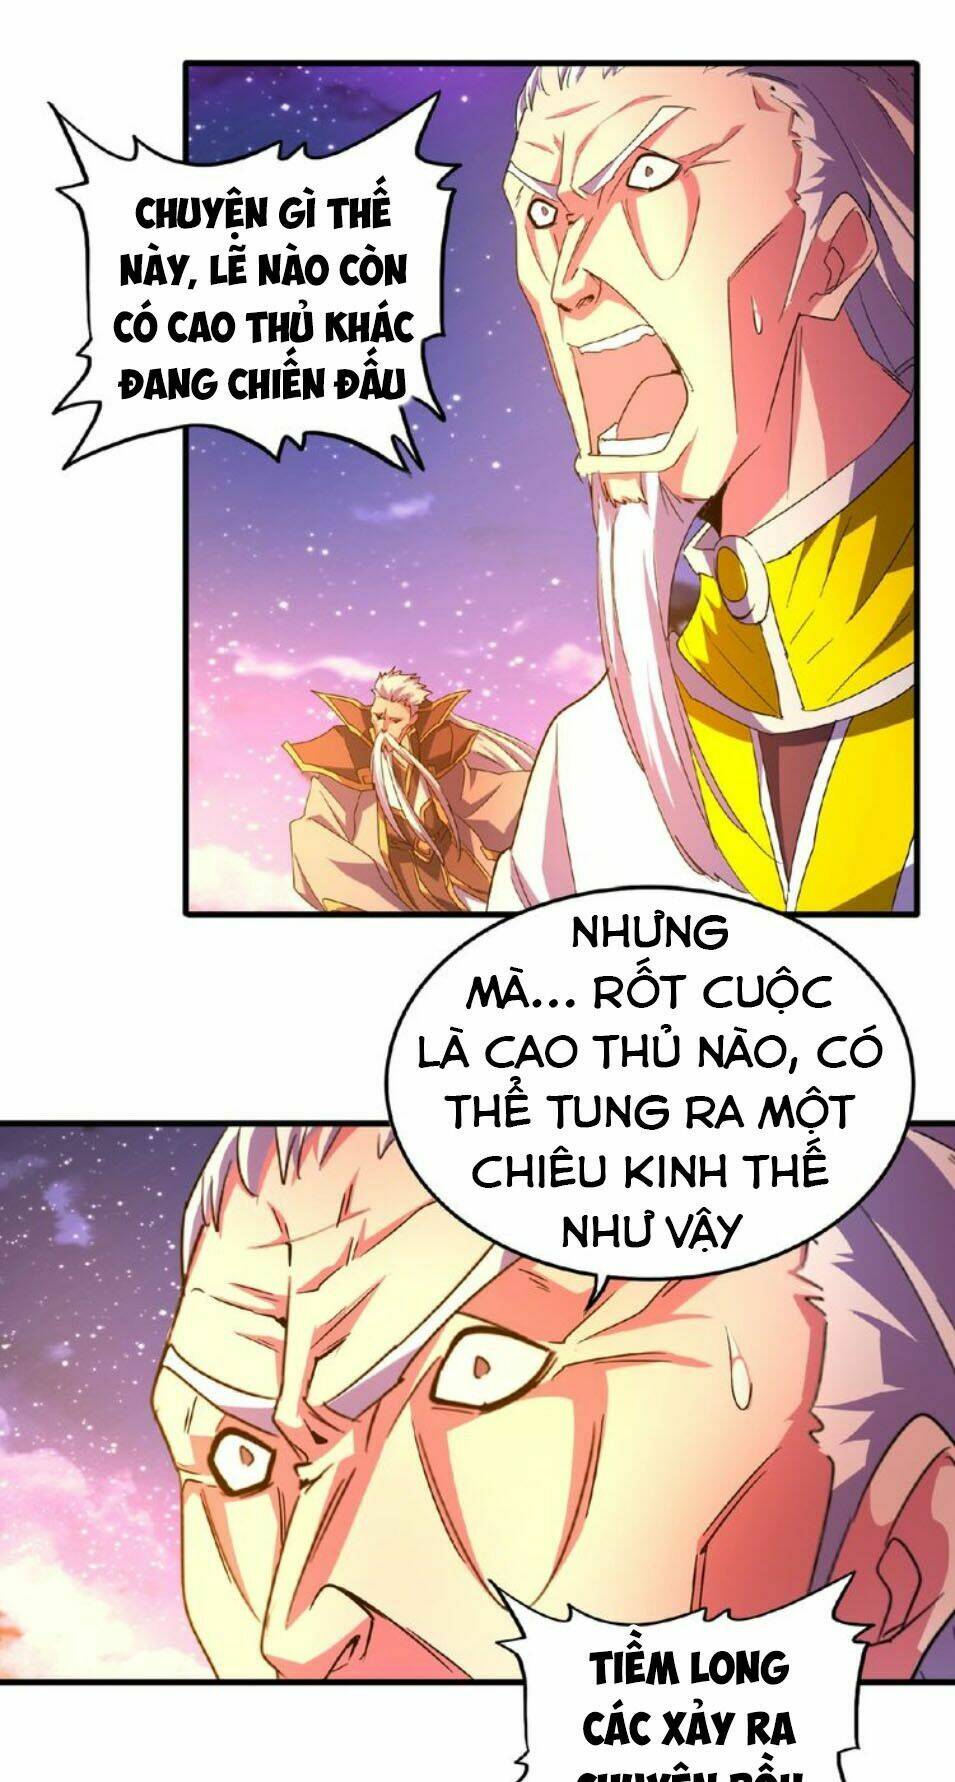 CHUYỆN GÌ THẾ
NÀY, LẼ NÀO CÒN
CÓ CAO THỦ KHÁC
ĐANG CHIẾN ĐẤU
NHƯNG
MÀ... RỐT CUỘC
LÀ CAO THỦ NÀO, CÓ
THỂ TUNG RA MỘT
CHIÊU KINH THẾ
NHƯ VẬY
TIỀM LONG
CÁC XẢY RA
CHUYỆN